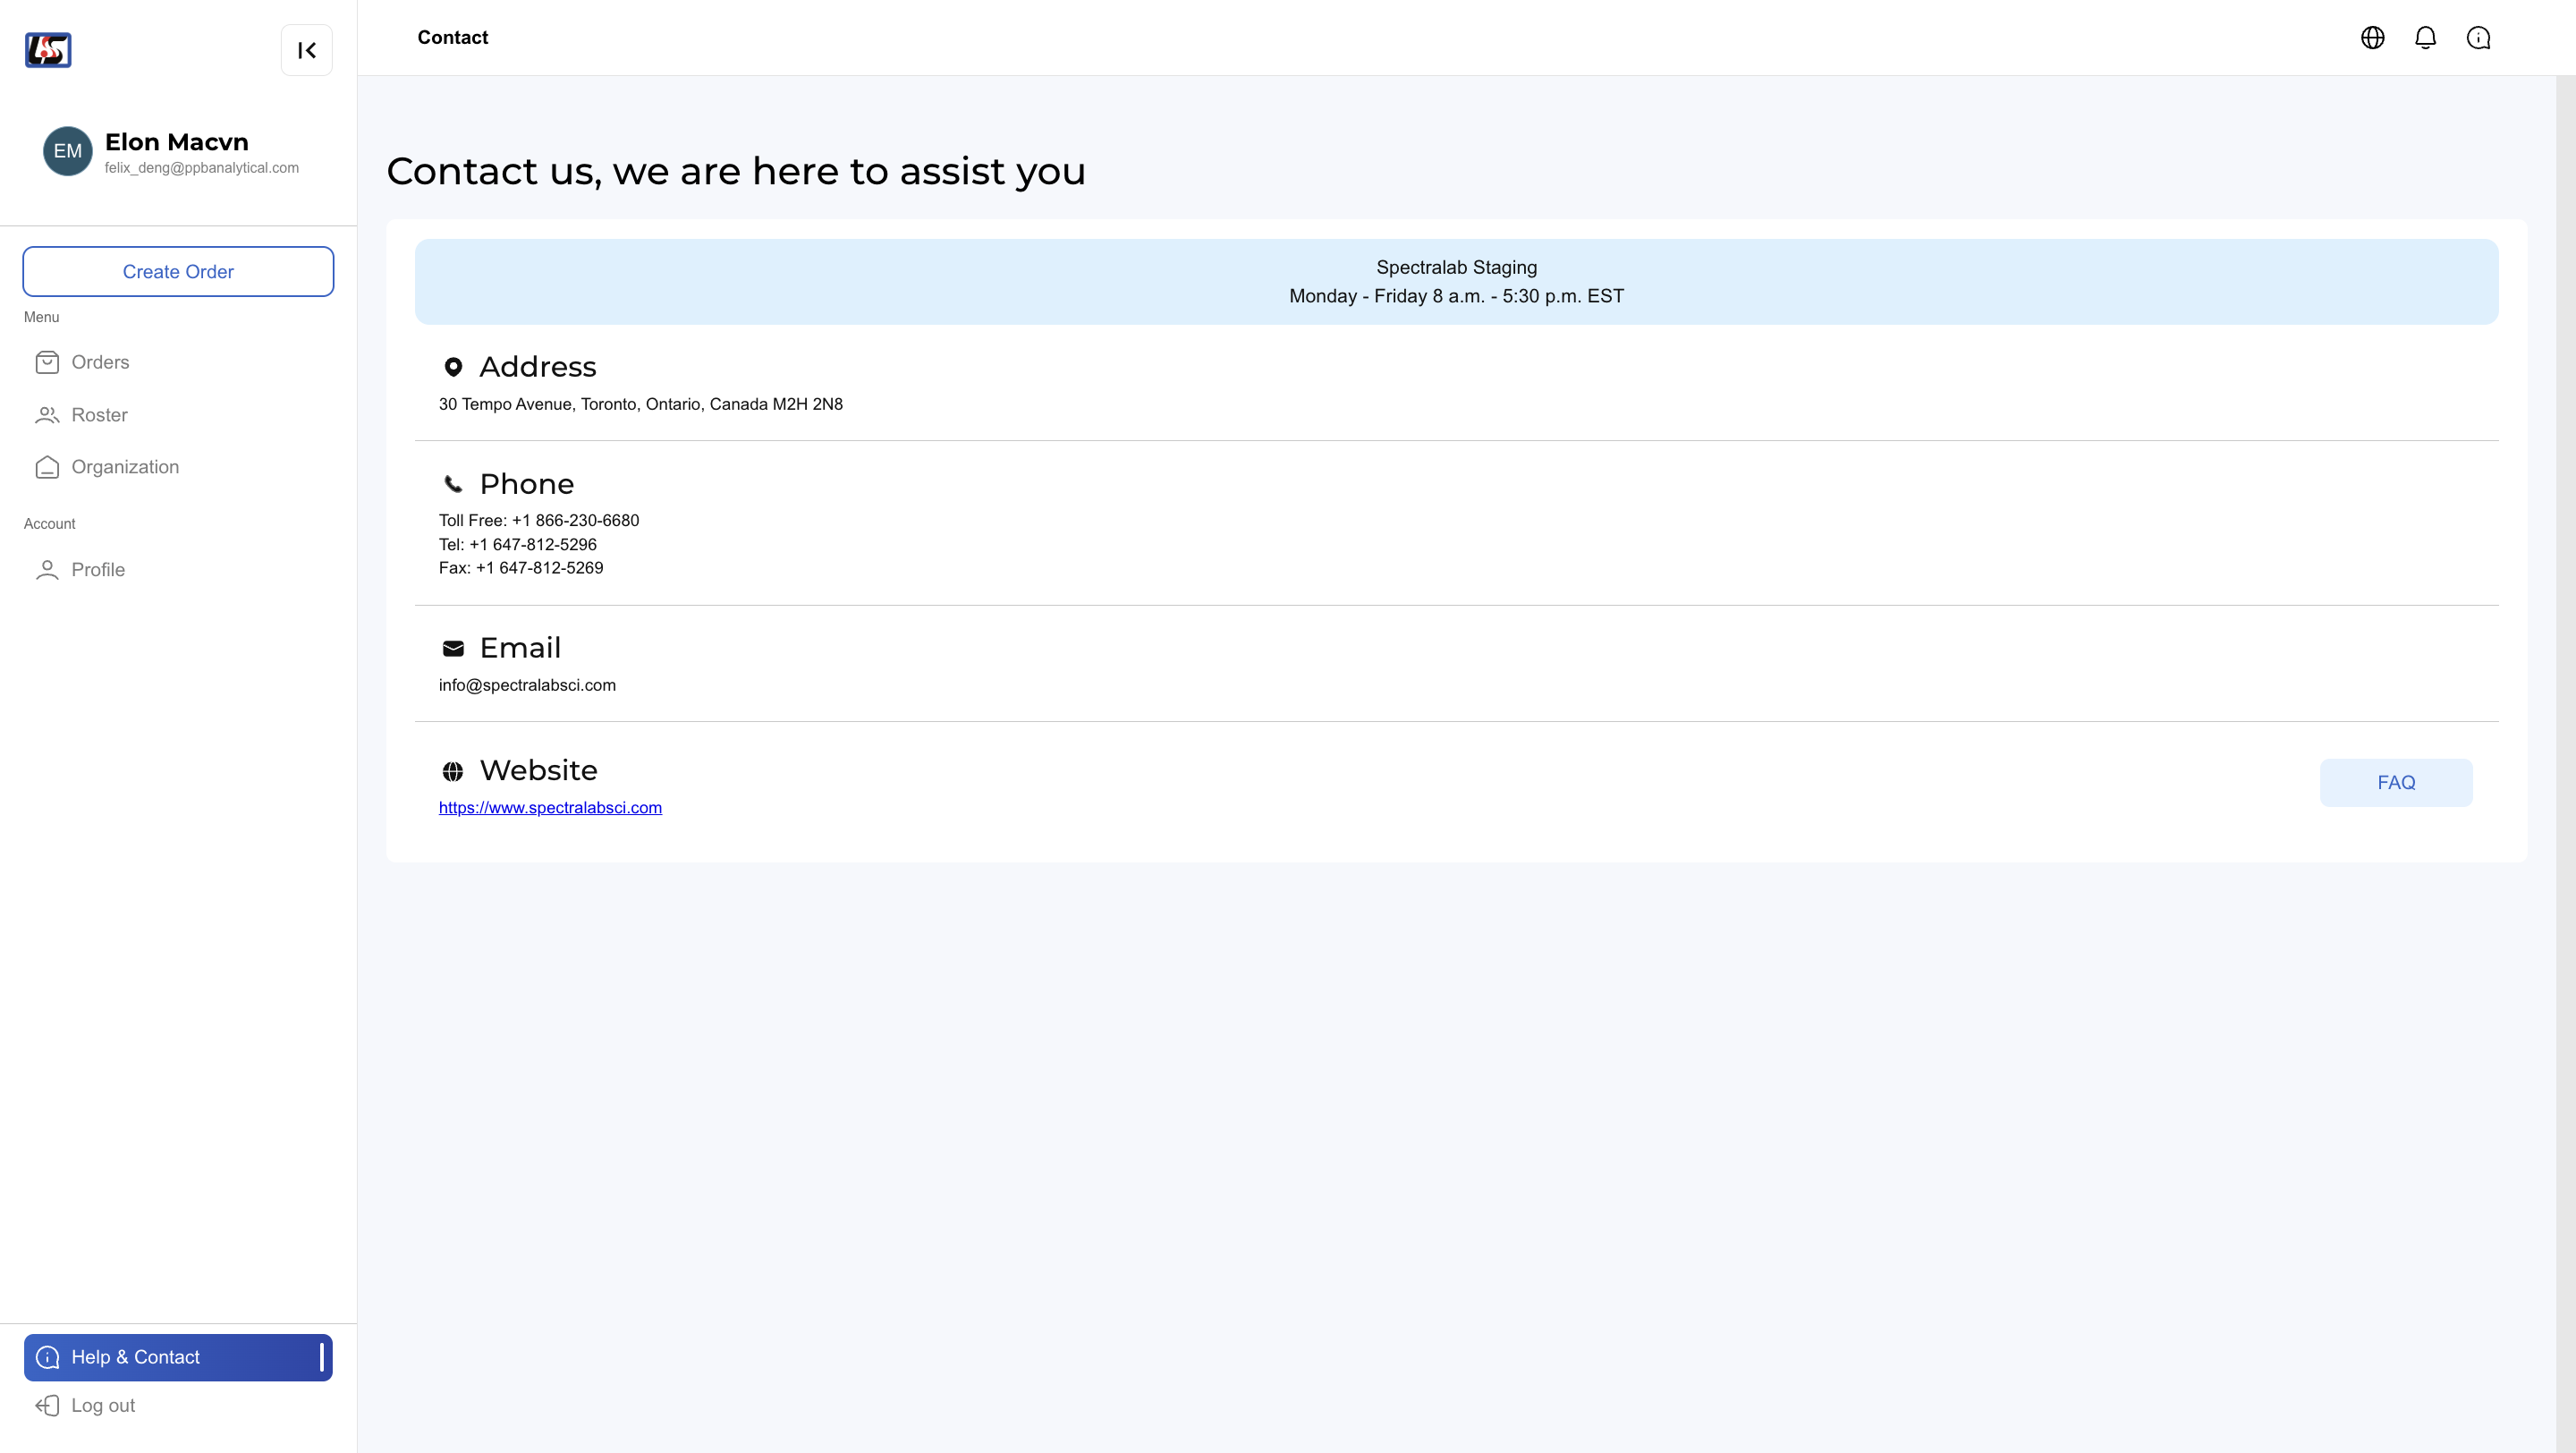 LSS
Elon Macvn
EM
felix_deng@ppbanalytical.com
Create Order
Menu
Orders
Roster
Organization
Account
Profile
Help & Contact
Log out
Contact
Contact us, we are here to assist you
Spectralab Staging
Monday - Friday 8 a.m. - 5:30 p.m. EST
Address
30 Tempo Avenue, Toronto, Ontario, Canada M2H 2N8
Phone
Toll Free: +1 866-230-6680
Tel: +1 647-812-5296
Fax: +1 647-812-5269
Email
info@spectralabsci.com
Website
https://www.spectralabsci.com
FAQ